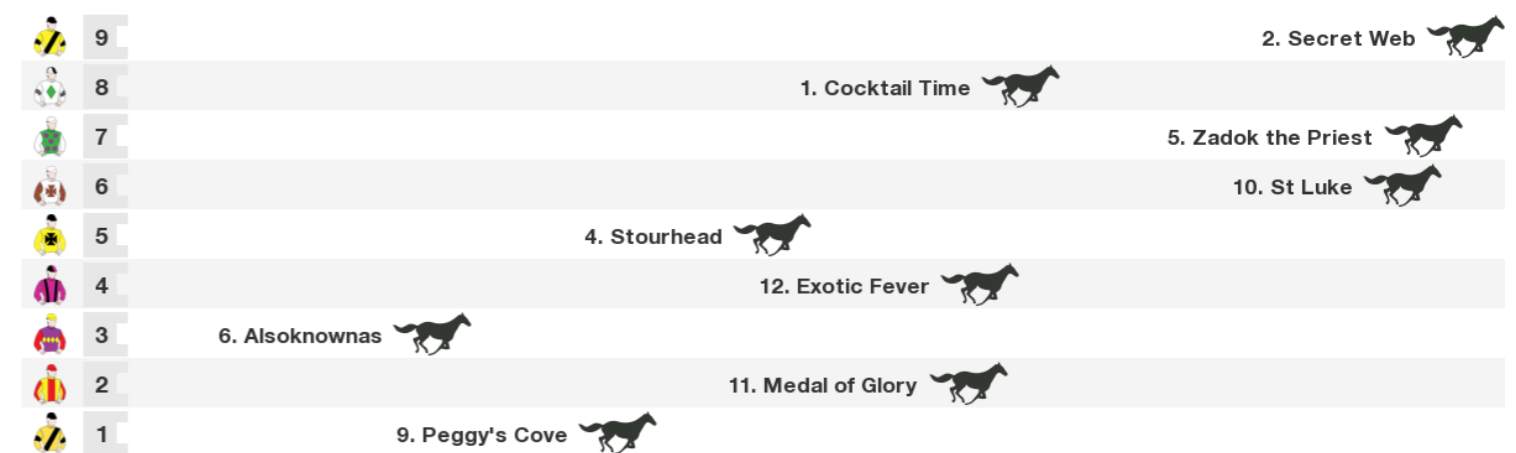 9 2. Secret Web
8 1. Cocktail Time
7 5. Zadok the Priest
6 10. St Luke
5 4. Stourhead
4 12. Exotic Fever
3 6. Alsoknownas
2 11. Medal of Glory
1 9. Peggy's Cove